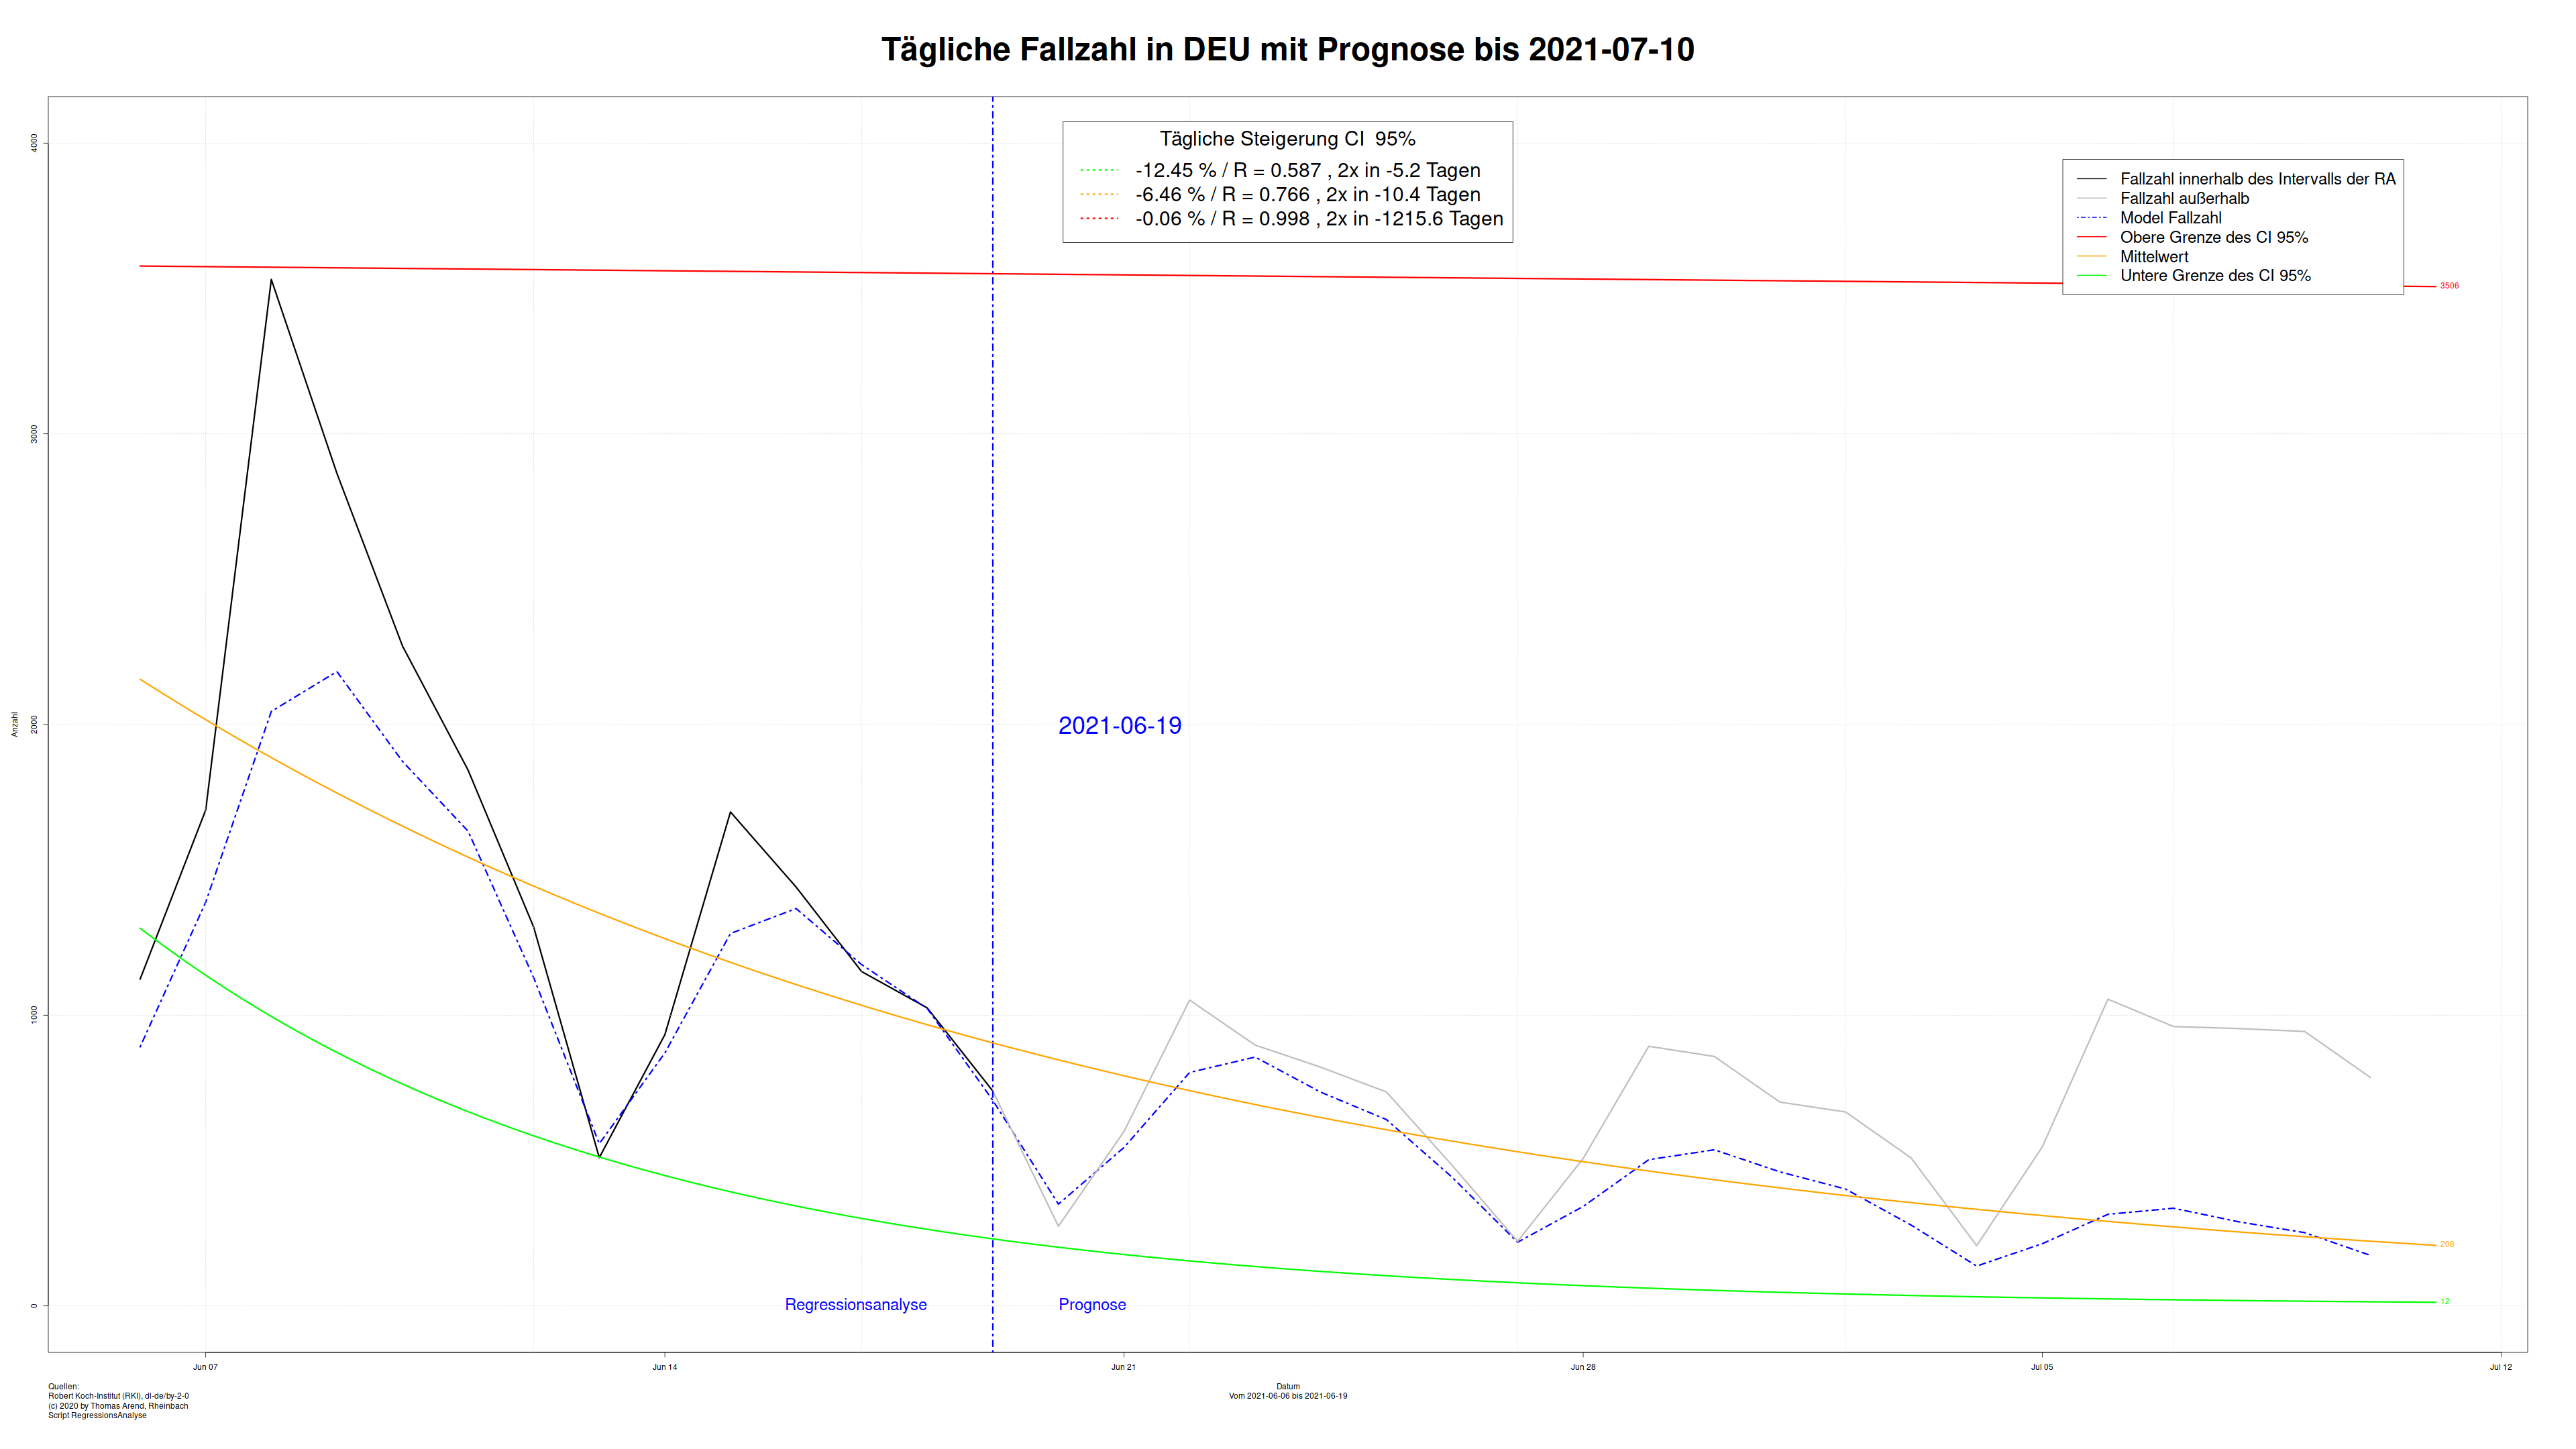 Tägliche Fallzahl in DEU mit Prognose bis 2021-07-10
Tägliche Steigerung CI 95%
-12.45 % / R = 0.587 , 2x in -5.2 Tagen
-6.46 % / R = 0.766 , 2x in -10.4 Tagen
-0.06 % / R = 0.998 , 2x in -1215.6 Tagen
Fallzahl innerhalb des Intervalls der RA
Fallzahl außerhalb
Model Fallzahl
Obere Grenze des CI 95%
Mittelwert
Untere Grenze des CI 95%
4000
3000
2000
1000
0
Anzahl
3506
2021-06-19
208
12
Regressionsanalyse
Prognose
Jun 07
Jun 14
Jun 21
Jun 28
Jul 05
Jul 12
Datum
Vom 2021-06-06 bis 2021-06-19
Quellen:
Robert Koch-Institut (RKI), dl-de/by-2-0
(c) 2020 by Thomas Arend, Rheinbach
Script RegressionsAnalyse